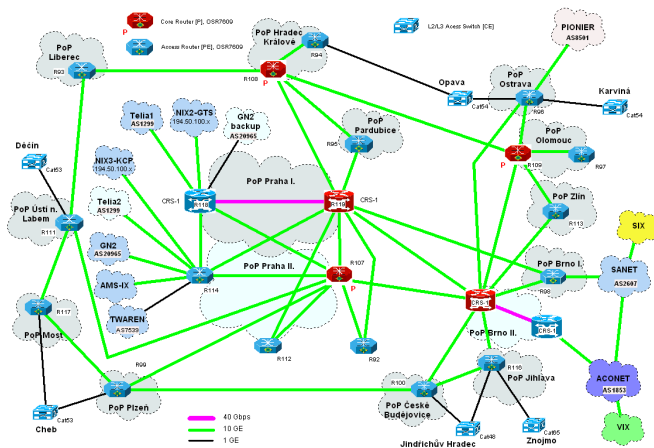 Core Router [P], OSR7609
Access Router [PE], OSR7609
L2/L3 Acess Switch [CE]
PIONIER
AS8501
PoP Hradec
Králové
R94
R108
P
PoP
Liberec
R93
Opava
Cat54
PoP
Ostrava
R96
Karviná
Cat54
Telia1
AS1299
NIX2-GTS
194.50.100.x
GN2
backup
AS20965
PoP
Pardubice
R95
PoP
Olomouc
R109
P
R97
Děčín
Cat53
NIX3-KCP
194.50.100.x
PoP Praha I.
CRS-1
R118
R119
CRS-1
PoP Zlín
R113
Telia2
AS1299
PoP Ústí n.
Labem
R111
SIX
GN2
AS20965
PoP Praha II.
R107
P
PoP Brno I.
R98
SANET
AS2607
AMS-IX
R114
CRS-1
TWAREN
AS7539
R117
PoP Most
PoP Brno II.
CRS-1
R112
R92
R99
R100
R116
PoP Jihlava
PoP Plzeň
PoP České
Budějovice
ACONET
AS1853
Cheb
Cat53
40 Gbps
10 GE
1 GE
Jindřichův Hradec
Cat48
Cat65
Znojmo
VIX